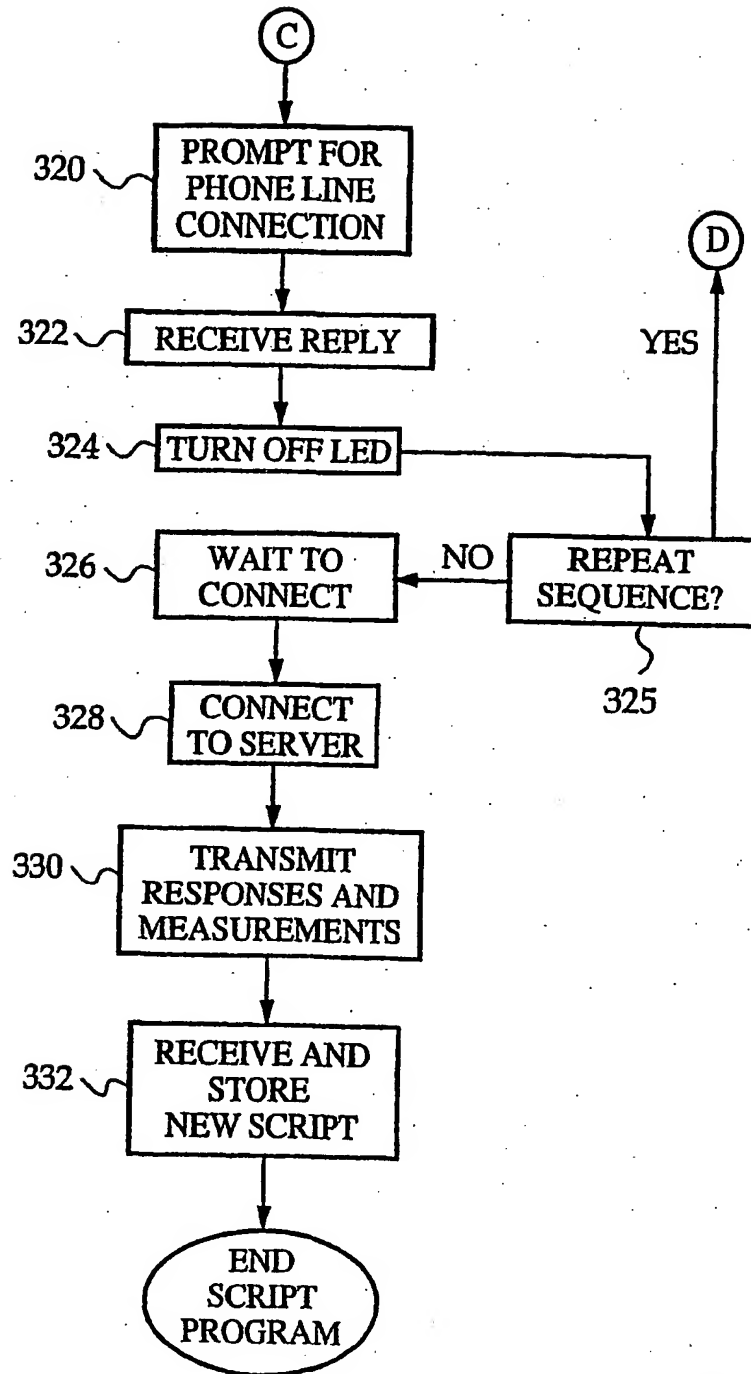 C
320
PROMPT FOR
PHONE LINE
CONNECTION
D
322
RECEIVE REPLY
YES
324
TURN OFF LED
326
WAIT TO
CONNECT
NO
REPEAT
SEQUENCE?
325
328
CONNECT
TO SERVER
330
TRANSMIT
RESPONSES AND
MEASUREMENTS
332
RECEIVE AND
STORE
NEW SCRIPT
END
SCRIPT
PROGRAM